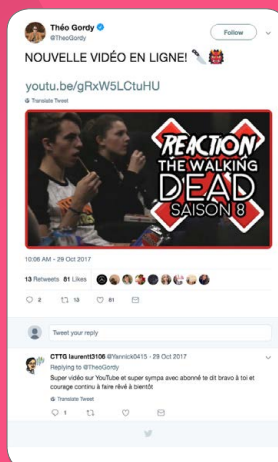 Théo Gordy
@TheoGordy
Follow
NOUVELLE VIDÉO EN LIGNE! 🔪👹
youtu.be/gRxW5LCtuHU
Translate Tweet
REACTION
THE WALKING
DEAD
SAISON 8
10:06 AM - 29 Oct 2017
13 Retweets 81 Likes
2 13 81
Tweet your reply
CTTG laurentt3106 @Yannick0415 · 29 Oct 2017
Replying to @TheoGordy
Super vidéo sur YouTube et super sympa avec abonné te dit bravo à toi et
courage continu à faire rêvé à bientôt
Translate Tweet
1